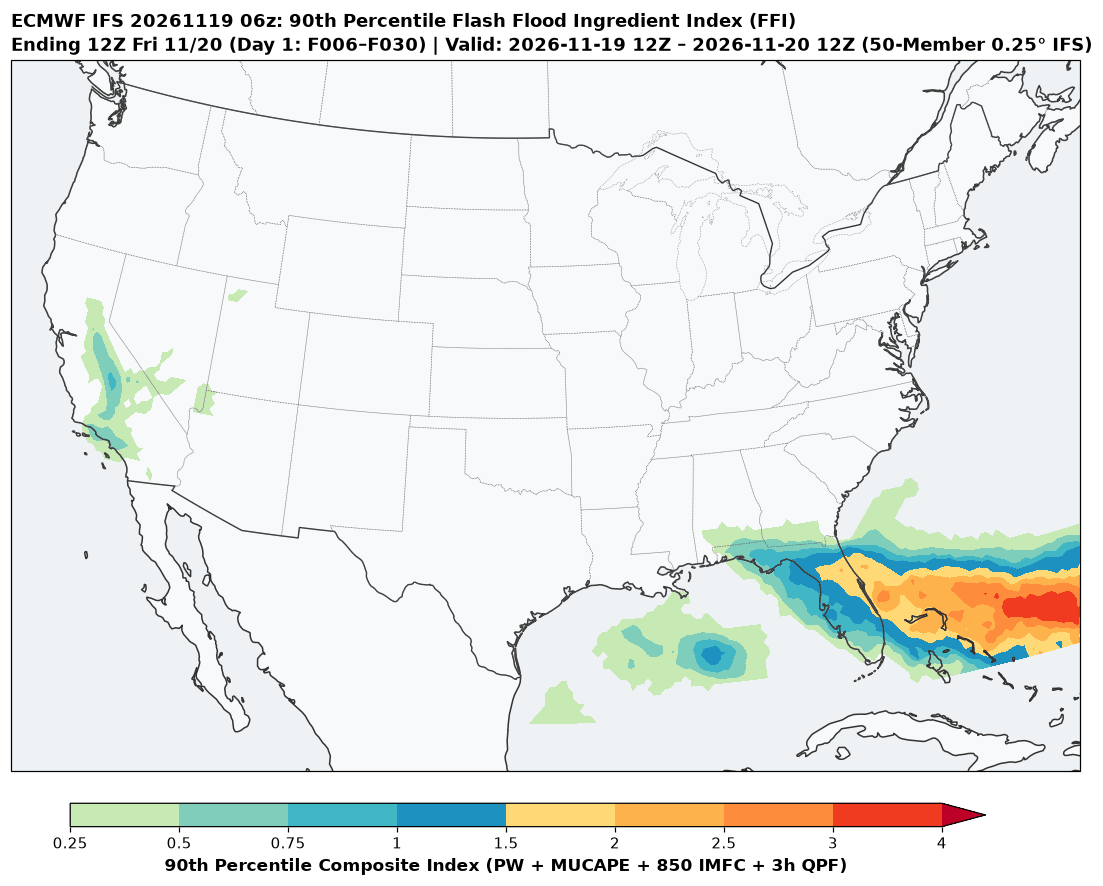 ECMWF IFS 20261119 06z: 90th Percentile Flash Flood Ingredient Index (FFI)
Ending 12Z Fri 11/20 (Day 1: F006–F030) | Valid: 2026-11-19 12Z – 2026-11-20 12Z (50-Member 0.25° IFS)
0.25 0.5 0.75 1 1.5 2 2.5 3 4
90th Percentile Composite Index (PW + MUCAPE + 850 IMFC + 3h QPF)